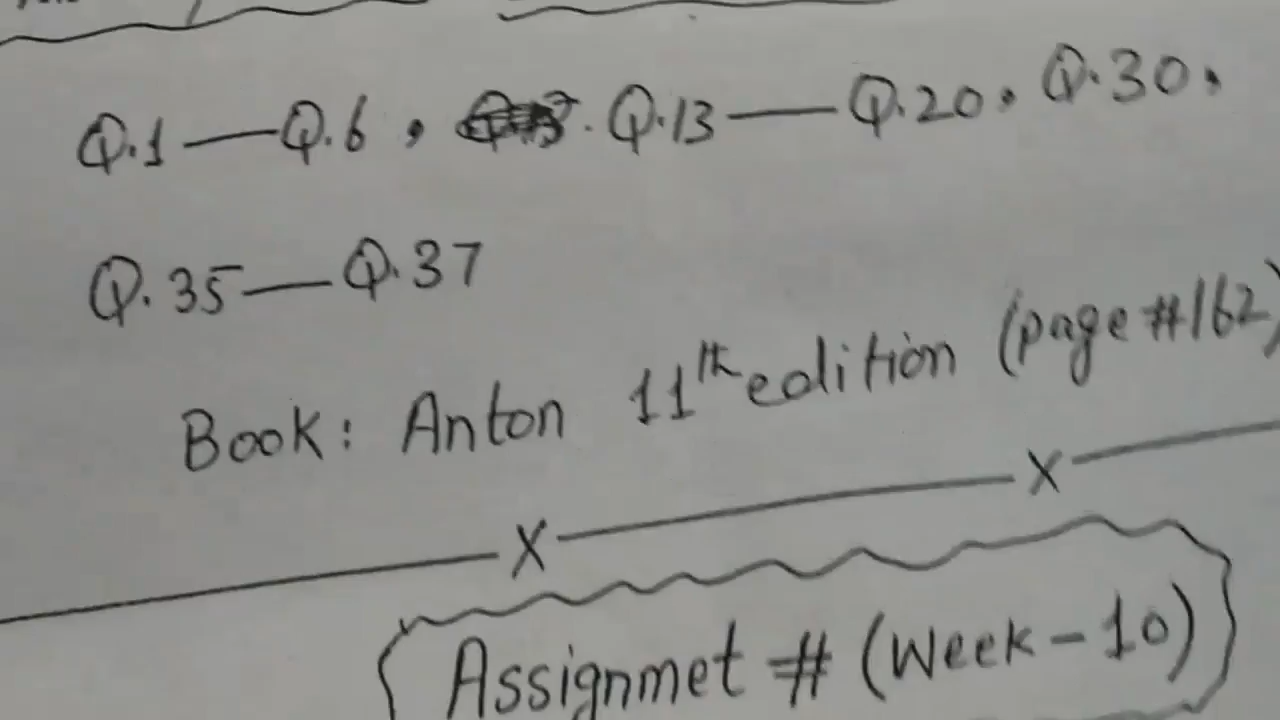 Q.1 — Q.6 , Q.13 — Q.20, Q.30,
Q.35 — Q.37
Book: Anton 11th edition (page #162)
Assignmet # (Week - 10)